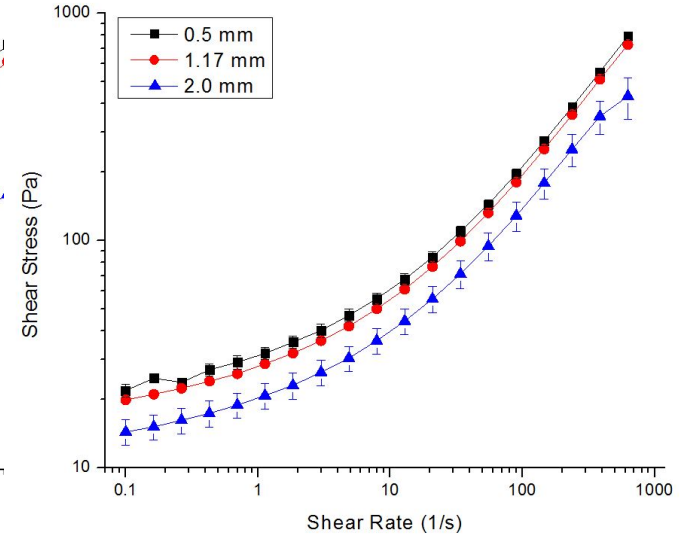 1000
0.5 mm
1.17 mm
2.0 mm
100
Shear Stress (Pa)
10
0.1 1 10 100 1000
Shear Rate (1/s)